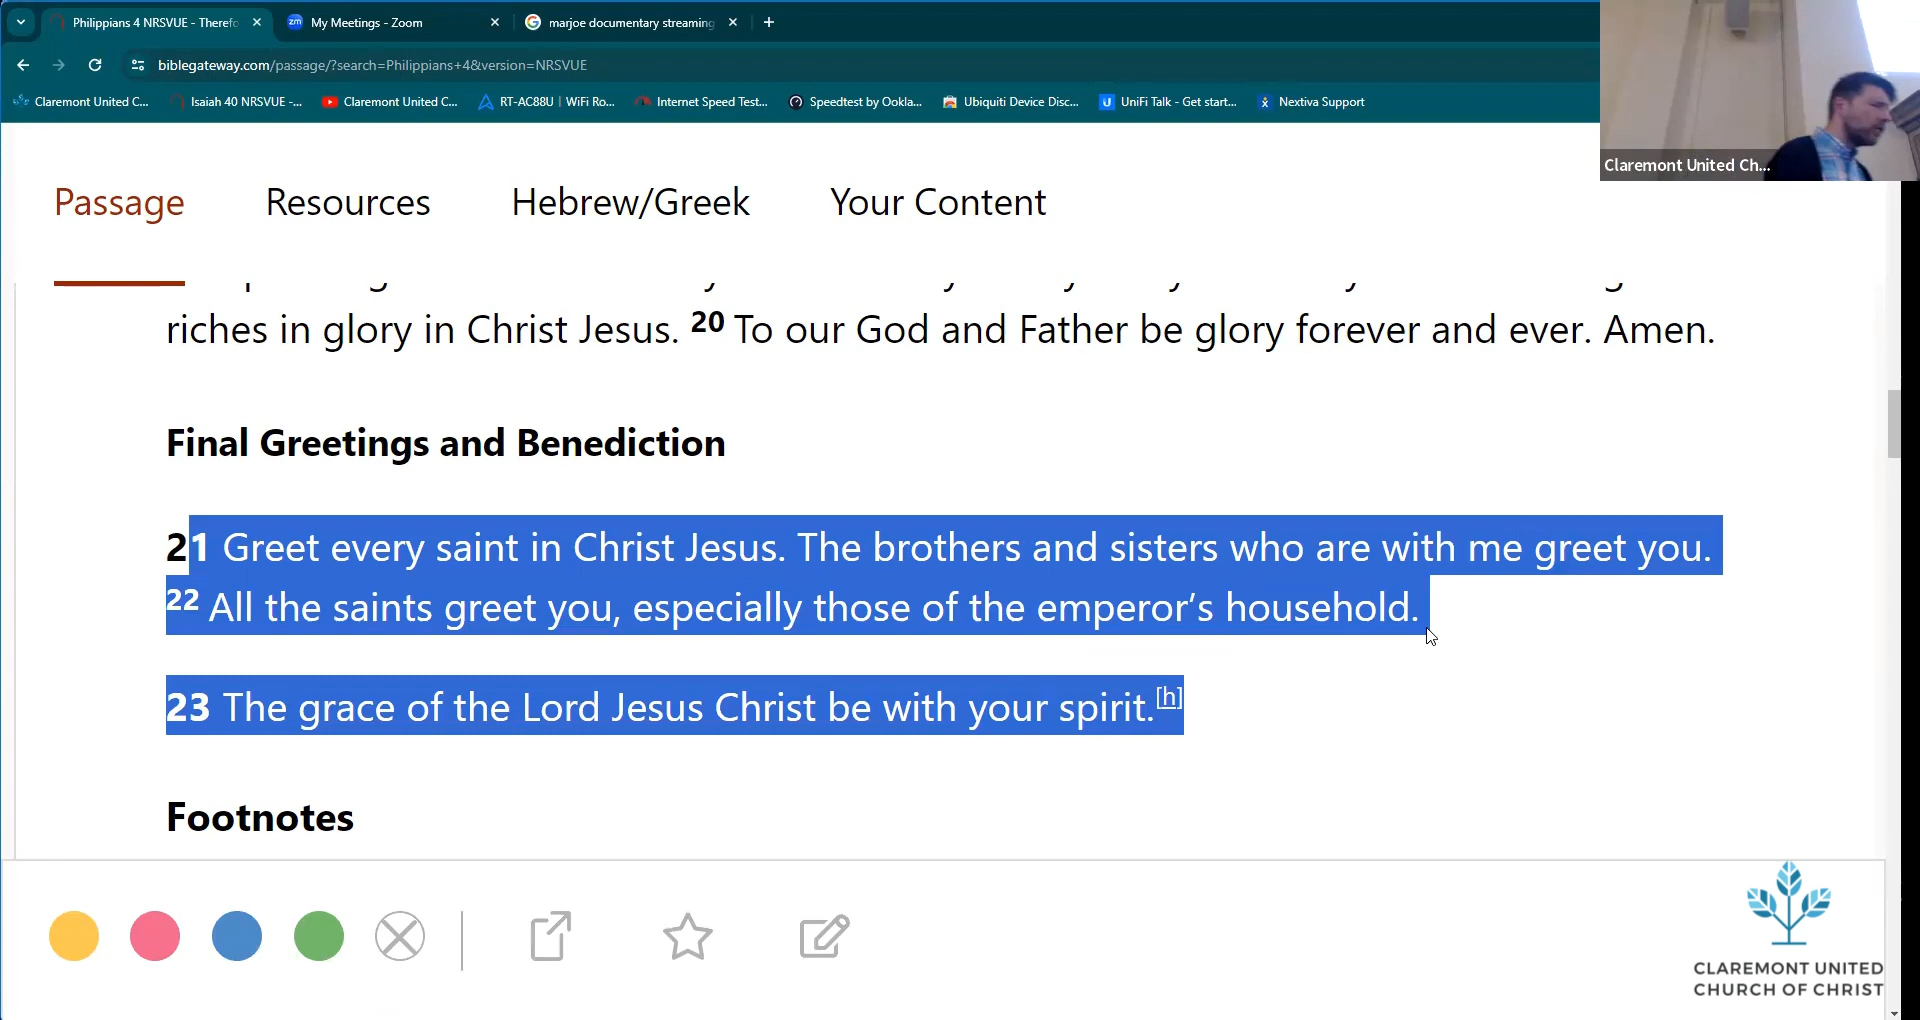 Philippians 4 NRSVUE - Therefo
My Meetings - Zoom
marjoe documentary streaming
biblegateway.com/passage/?search=Philippians+4&version=NRSVUE
Claremont United C...
Isaiah 40 NRSVUE -...
Claremont United C...
RT-AC88U | WiFi Ro...
Internet Speed Test...
Speedtest by Ookla...
Ubiquiti Device Disc...
UniFi Talk - Get start...
Nextiva Support
Claremont United Ch...
Passage
Resources
Hebrew/Greek
Your Content
riches in glory in Christ Jesus. 20 To our God and Father be glory forever and ever. Amen.
Final Greetings and Benediction
21 Greet every saint in Christ Jesus. The brothers and sisters who are with me greet you.
22 All the saints greet you, especially those of the emperor’s household.
23 The grace of the Lord Jesus Christ be with your spirit.[h]
Footnotes
CLAREMONT UNITED
CHURCH OF CHRIST